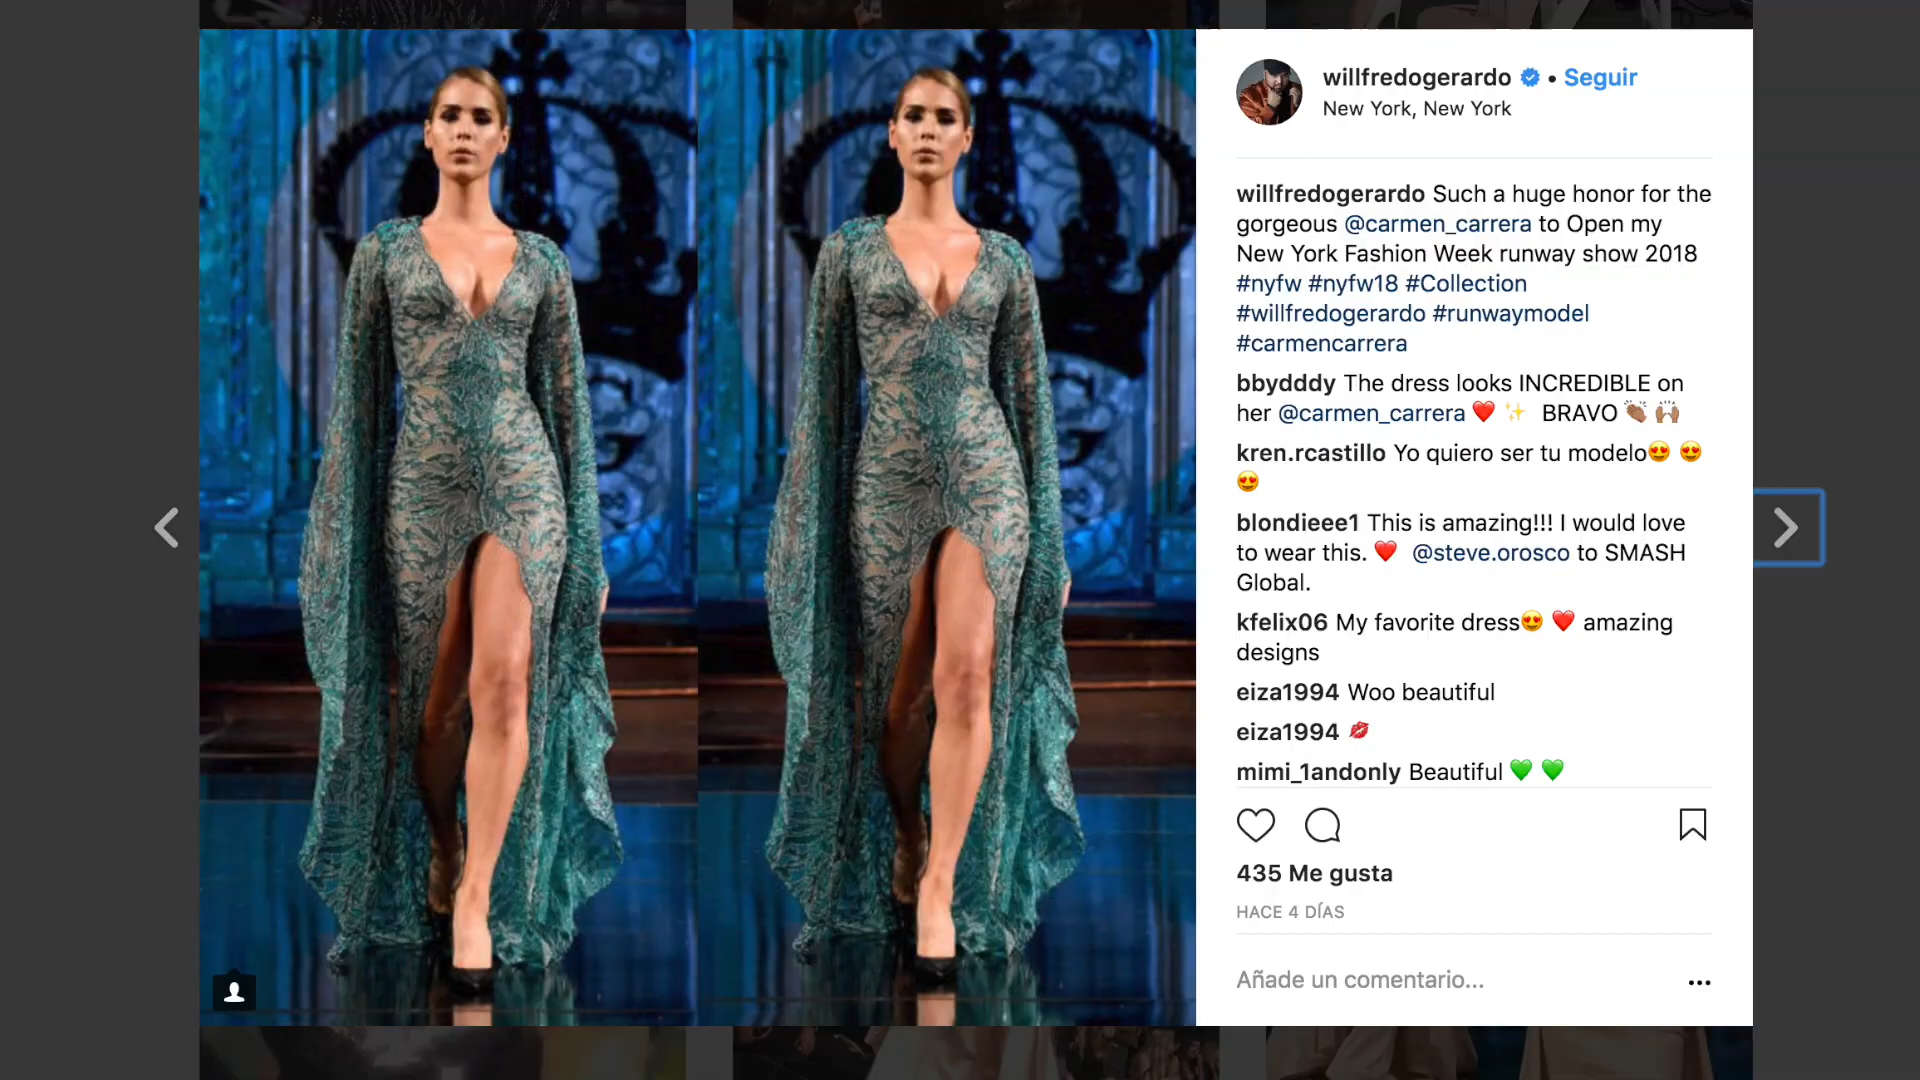 willfredogerardo • Seguir
New York, New York
willfredogerardo Such a huge honor for the
gorgeous @carmen_carrera to Open my
New York Fashion Week runway show 2018
#nyfw #nyfw18 #Collection
#willfredogerardo #runwaymodel
#carmencarrera
bbydddy The dress looks INCREDIBLE on
her @carmen_carrera ❤️ ✨ BRAVO 👏🏽 🙌🏽
kren.rcastillo Yo quiero ser tu modelo😍 😍
😍
blondieee1 This is amazing!!! I would love
to wear this. ❤️ @steve.orosco to SMASH
Global.
kfelix06 My favorite dress😍 ❤️ amazing
designs
eiza1994 Woo beautiful
eiza1994 💋
mimi_1andonly Beautiful 💚 💚
435 Me gusta
HACE 4 DÍAS
Añade un comentario...